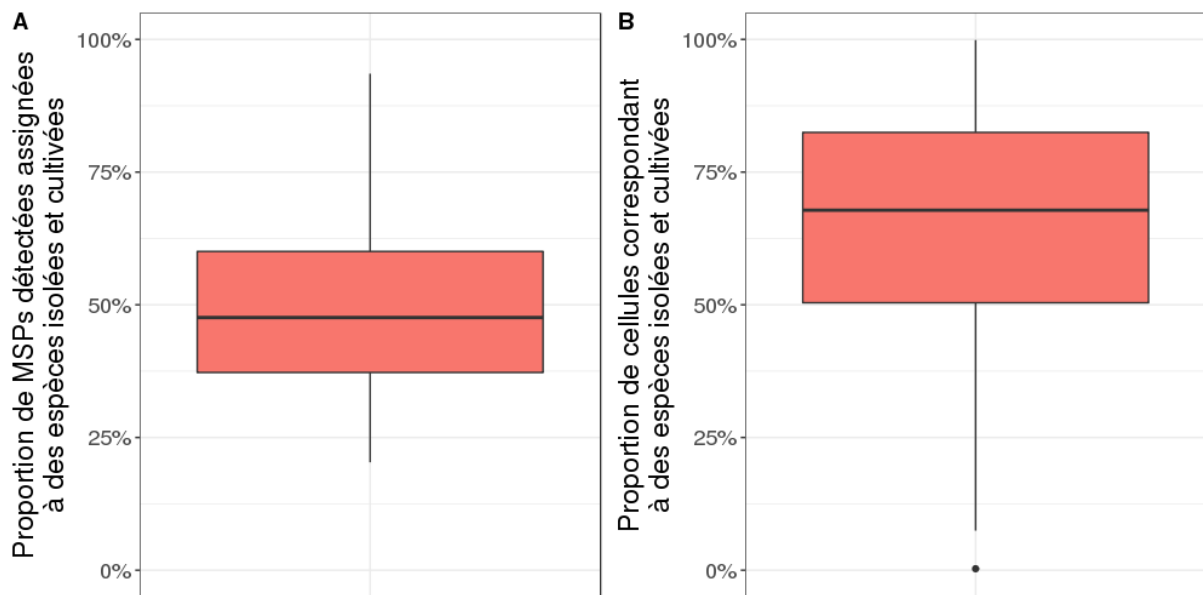 A
Proportion de MSPs détectées assignées
à des espèces isolées et cultivées
100%
75%
50%
25%
0%
B
Proportion de cellules correspondant
à des espèces isolées et cultivées
100%
75%
50%
25%
0%